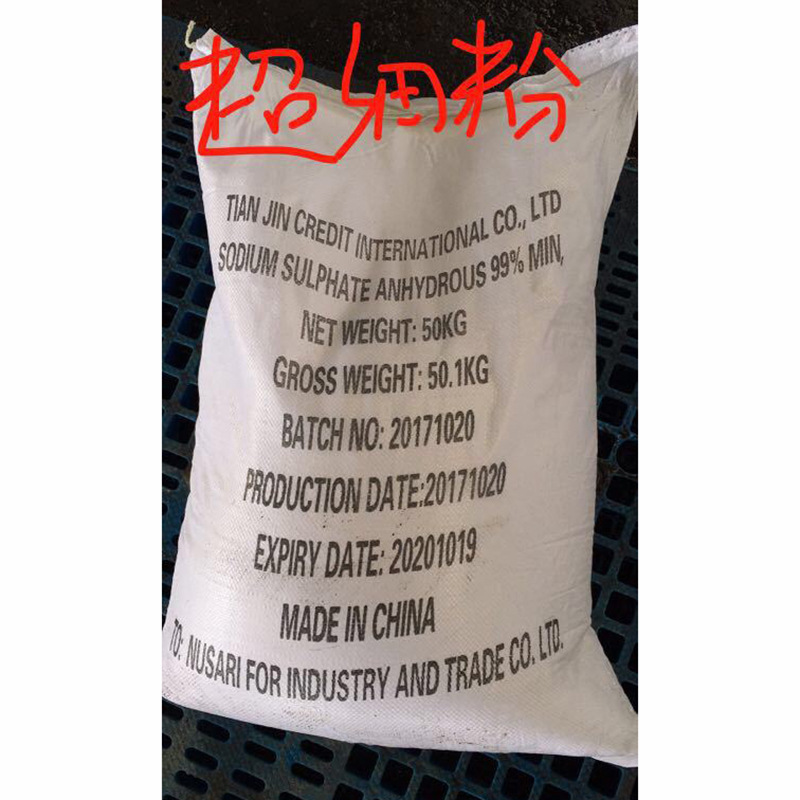 超细粉
TIAN JIN CREDIT INTERNATIONAL CO., LTD
SODIUM SULPHATE ANHYDROUS 99% MIN,
NET WEIGHT: 50KG
GROSS WEIGHT: 50.1KG
BATCH NO: 20171020
PRODUCTION DATE:20171020
EXPIRY DATE: 20201019
MADE IN CHINA
TO: NUSARI FOR INDUSTRY AND TRADE CO. LTD.